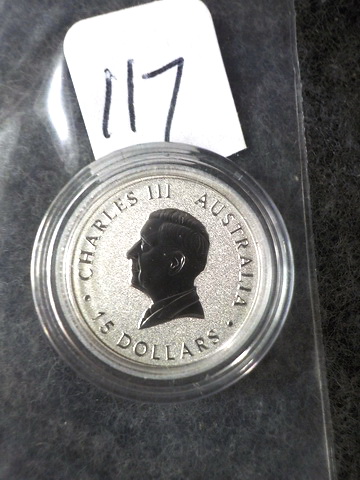 117
CHARLES III AUSTRALIA
• 15 DOLLARS •